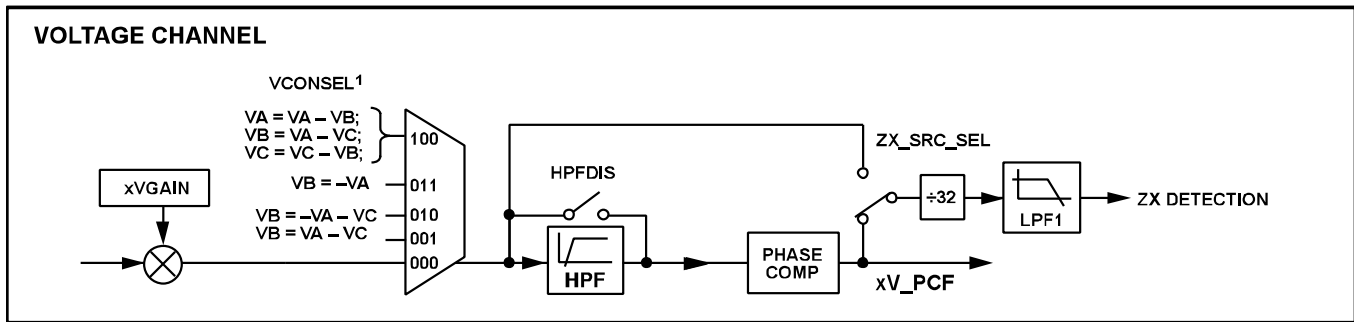 VOLTAGE CHANNEL
VCONSEL1
VA = VA – VB;
VB = VA – VC;
VC = VC – VB;
100
VB = –VA
011
VB = –VA – VC
010
VB = VA – VC
001
000
xVGAIN
HPFDIS
HPF
PHASE
COMP
ZX_SRC_SEL
÷32
LPF1
ZX DETECTION
xV_PCF